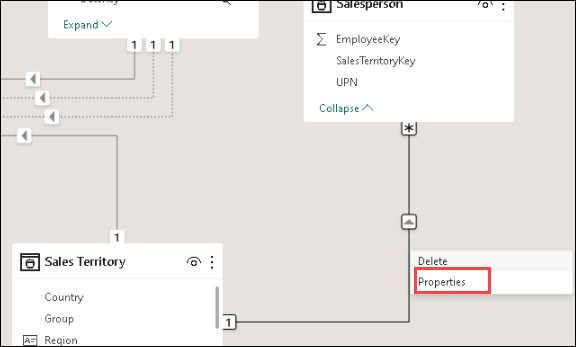 Expand
1 1 1
Salesperson
EmployeeKey
SalesTerritoryKey
UPN
Collapse
*
1
Sales Territory
Country
Group
Region
1
Delete
Properties